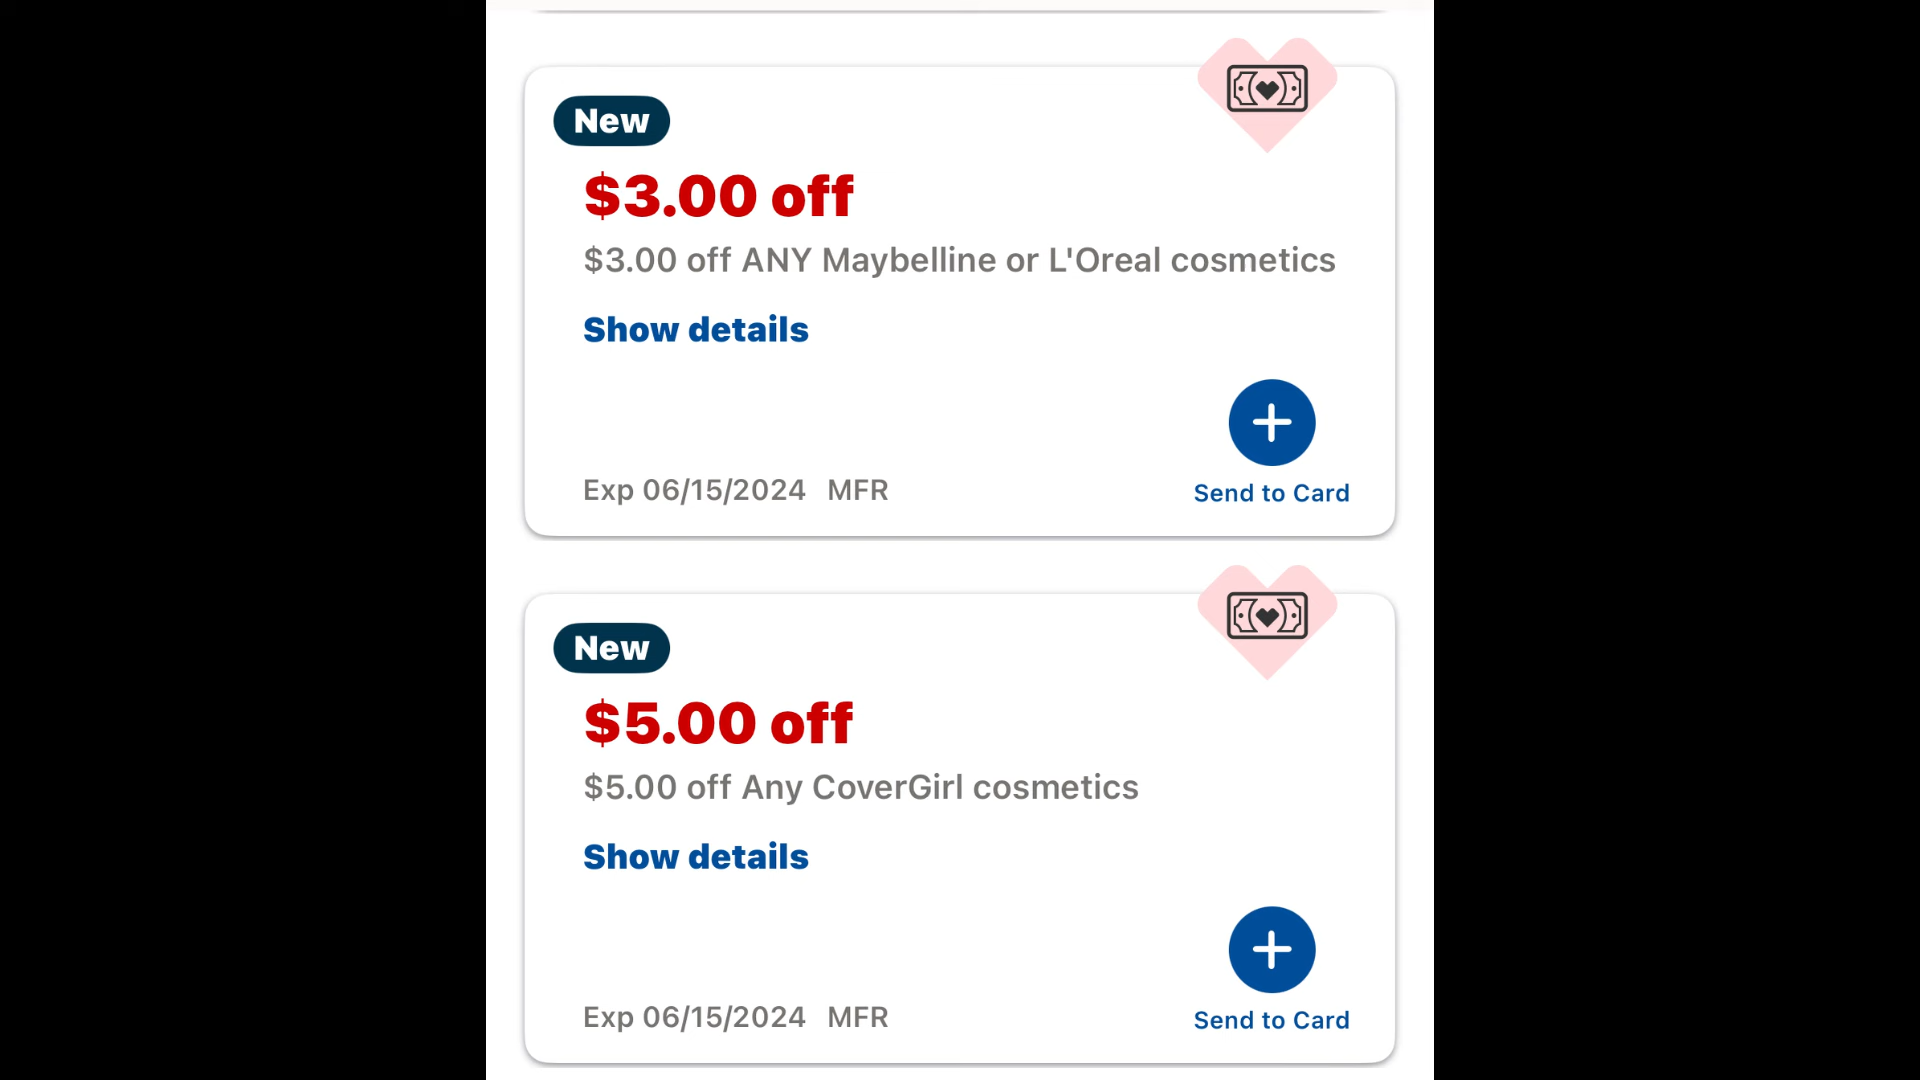 New
$3.00 off
$3.00 off ANY Maybelline or L'Oreal cosmetics
Show details
Exp 06/15/2024 MFR
Send to Card
New
$5.00 off
$5.00 off Any CoverGirl cosmetics
Show details
Exp 06/15/2024 MFR
Send to Card